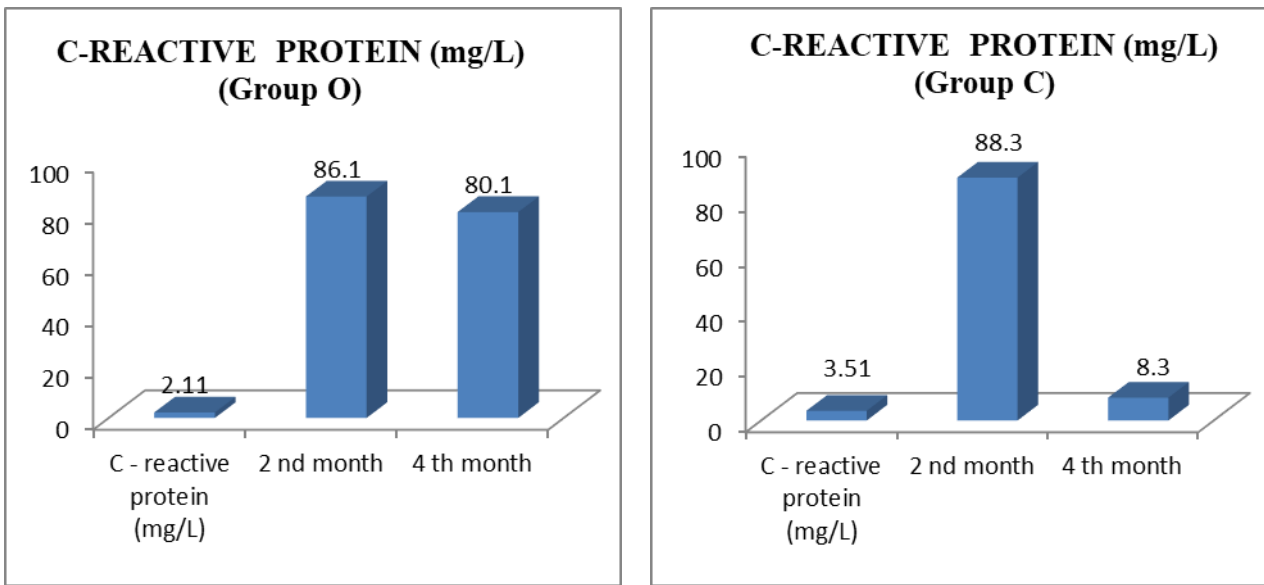 C-REACTIVE PROTEIN (mg/L)
(Group O)
100
80
60
40
20
0
2.11
86.1
80.1
C - reactive
protein
(mg/L)
2 nd month
4 th month
C-REACTIVE PROTEIN (mg/L)
(Group C)
100
80
60
40
20
0
3.51
88.3
8.3
C - reactive
protein
(mg/L)
2 nd month
4 th month